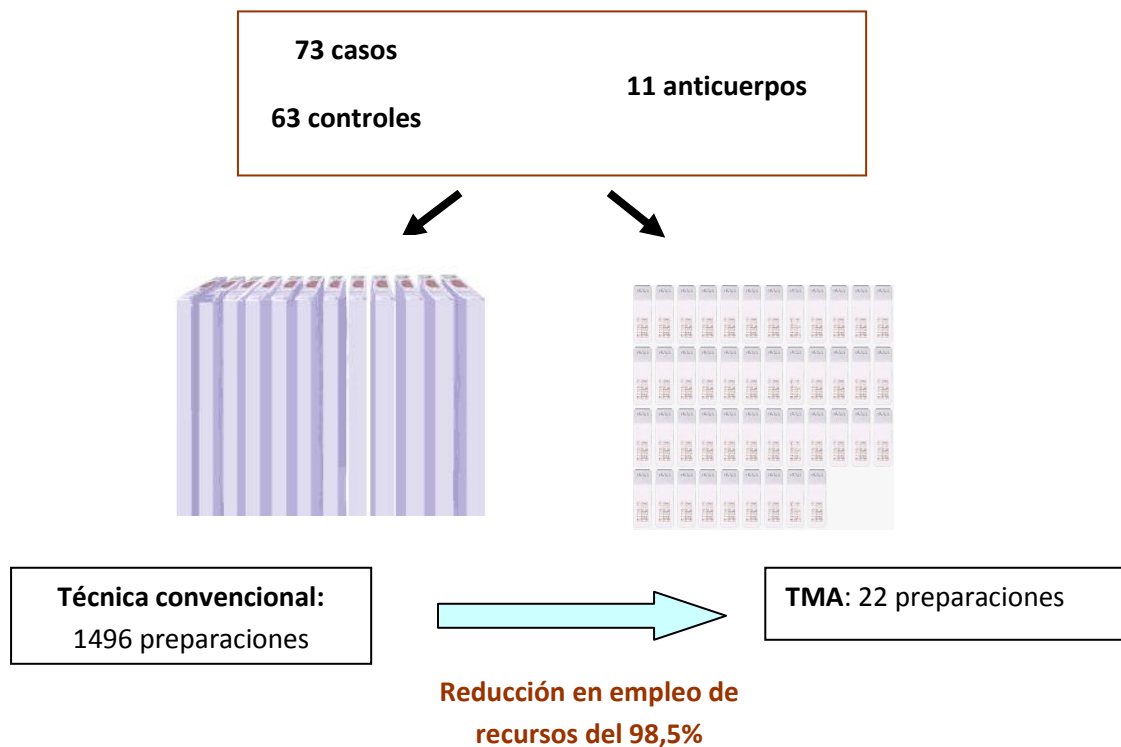 73 casos
11 anticuerpos
63 controles
Técnica convencional:
1496 preparaciones
TMA: 22 preparaciones
Reducción en empleo de
recursos del 98,5%